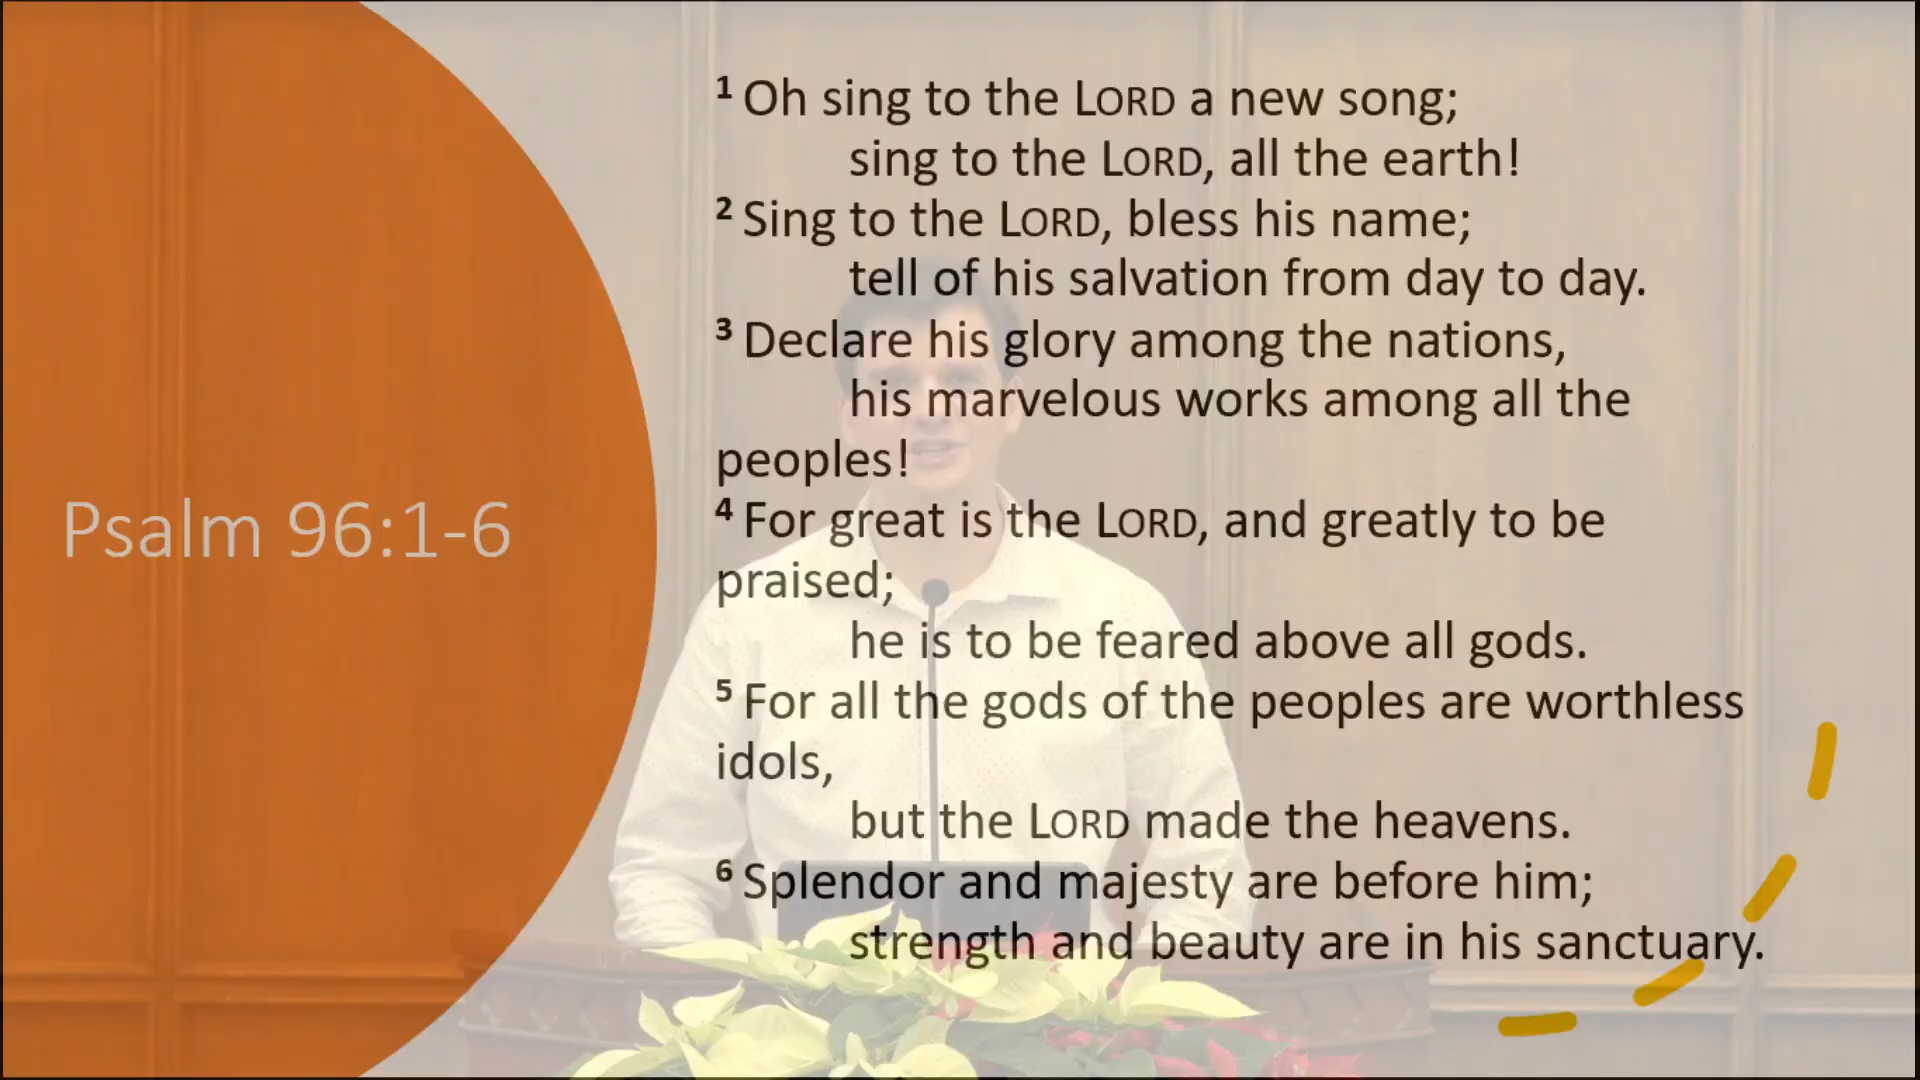 Psalm 96:1-6
1 Oh sing to the LORD a new song;
sing to the LORD, all the earth!
2 Sing to the LORD, bless his name;
tell of his salvation from day to day.
3 Declare his glory among the nations,
his marvelous works among all the
peoples!
4 For great is the LORD, and greatly to be
praised;
he is to be feared above all gods.
5 For all the gods of the peoples are worthless
idols,
but the LORD made the heavens.
6 Splendor and majesty are before him;
strength and beauty are in his sanctuary.